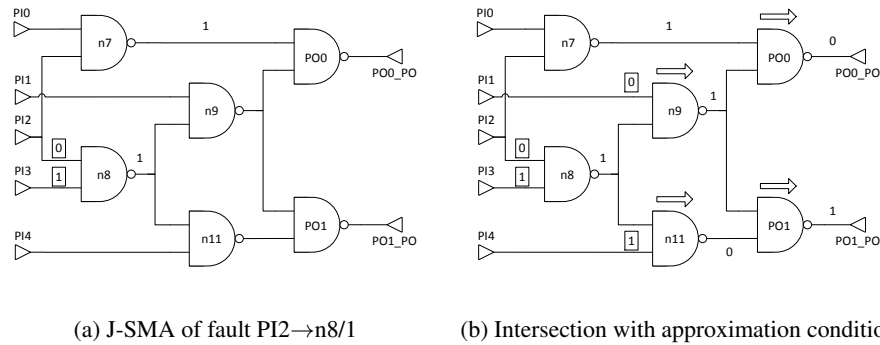 PI0
n7
1
PO0
PO0_PO
PI1
n9
PI2
0
1
PI3
1
n8
PI4
n11
PO1
PO1_PO
(a) J-SMA of fault PI2→n8/1
PI0
n7
1
PO0
0
PO0_PO
PI1
0
n9
1
PI2
0
1
PI3
1
n8
PI4
1
n11
0
PO1
1
PO1_PO
(b) Intersection with approximation